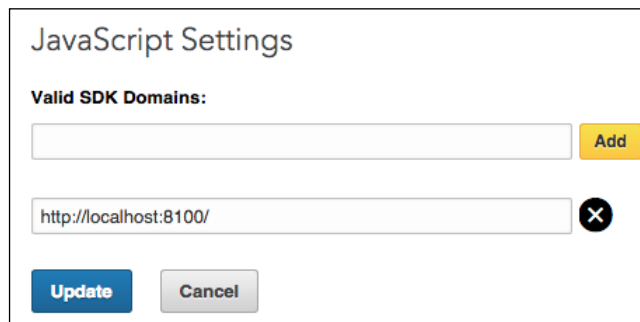 JavaScript Settings
Valid SDK Domains:
Add
http://localhost:8100/
Update Cancel